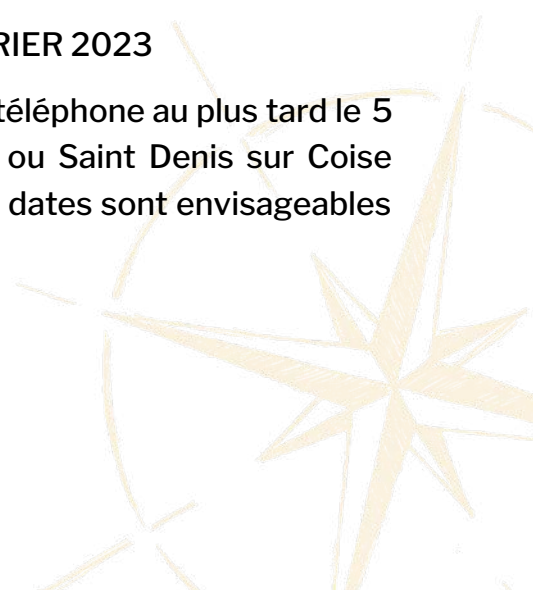 RIER 2023
téléphone au plus tard le 5
ou Saint Denis sur Coise
dates sont envisageables